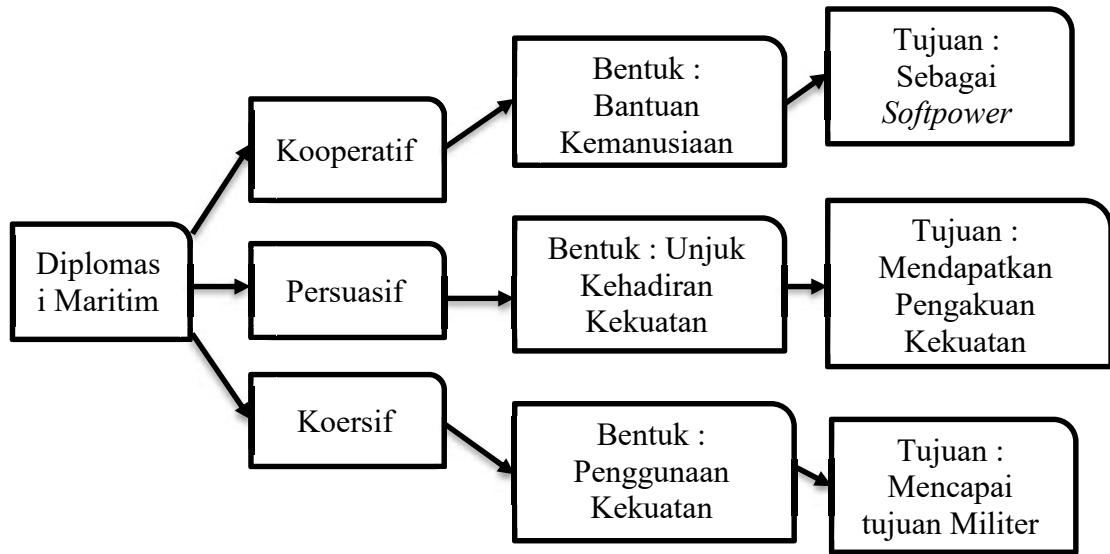 Diplomas
i Maritim
Kooperatif
Bentuk :
Bantuan
Kemanusiaan
Tujuan :
Sebagai
Softpower
Persuasif
Bentuk : Unjuk
Kehadiran
Kekuatan
Tujuan :
Mendapatkan
Pengakuan
Kekuatan
Koersif
Bentuk :
Penggunaan
Kekuatan
Tujuan :
Mencapai
tujuan Militer